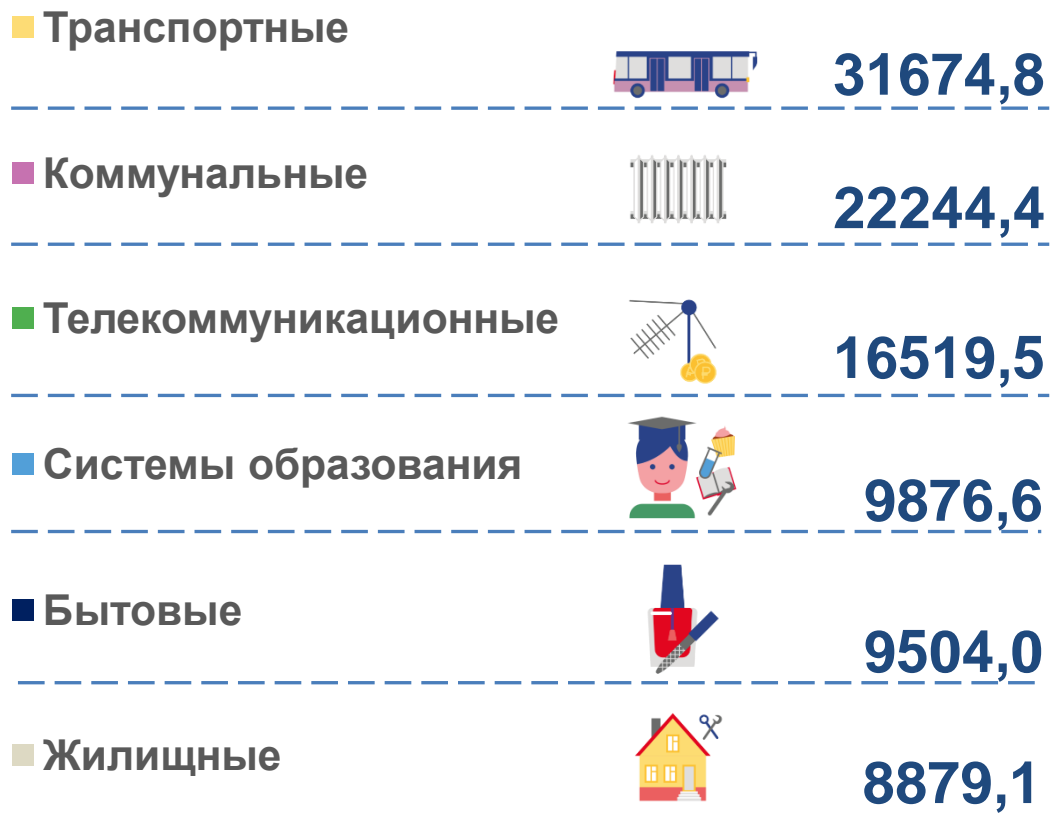 Транспортные
31674,8
Коммунальные
22244,4
Телекоммуникационные
16519,5
Системы образования
9876,6
Бытовые
9504,0
Жилищные
8879,1